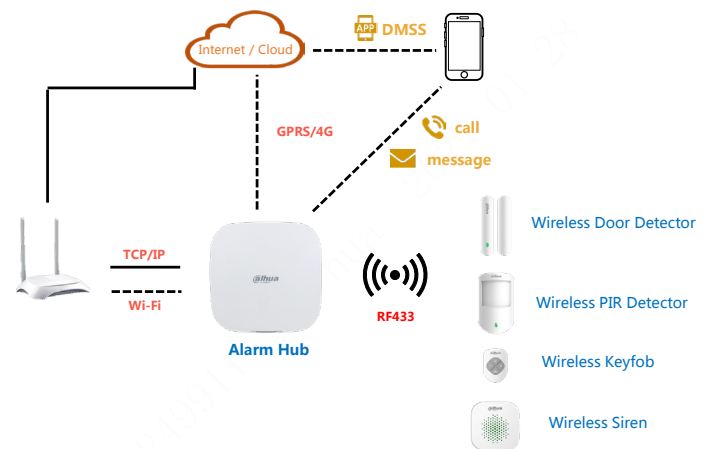 APP DMSS
Internet / Cloud
GPRS/4G
call
message
Wireless Door Detector
TCP/IP
alhua
Wi-Fi
RF433
Wireless PIR Detector
Alarm Hub
Wireless Keyfob
Wireless Siren